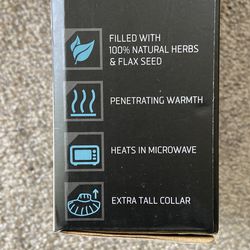 FILLED WITH
100% NATURAL HERBS
& FLAX SEED
PENETRATING WARMTH
HEATS IN MICROWAVE
EXTRA TALL COLLAR